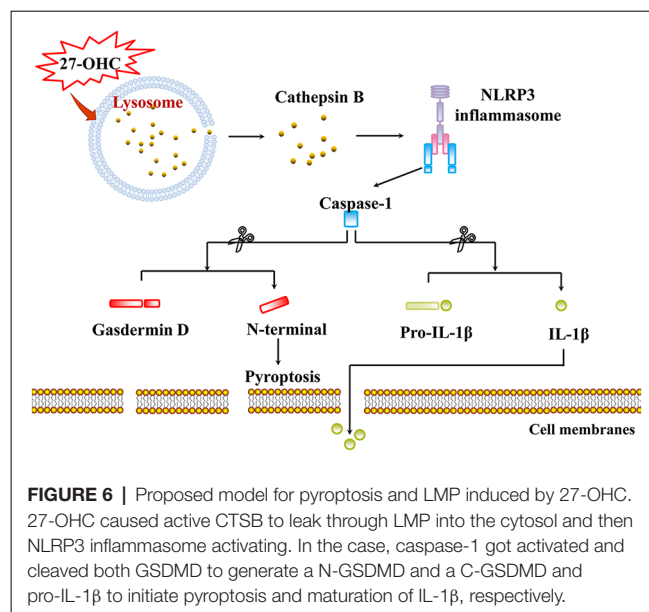 27-OHC
Lysosome
Cathepsin B
NLRP3
inflammasome
Caspase-1
Gasdermin D
N-terminal
Pro-IL-1β
IL-1β
Pyroptosis
Cell membranes
FIGURE 6 | Proposed model for pyroptosis and LMP induced by 27-OHC.
27-OHC caused active CTSB to leak through LMP into the cytosol and then
NLRP3 inflammasome activating. In the case, caspase-1 got activated and
cleaved both GSDMD to generate a N-GSDMD and a C-GSDMD and
pro-IL-1β to initiate pyroptosis and maturation of IL-1β, respectively.